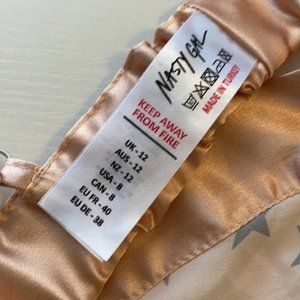 NASTY GAL
MADE IN TURKEY
KEEP AWAY
FROM FIRE
UK - 12
AUS - 12
NZ - 12
USA - 8
CAN - 8
EU FR - 40
EU DE - 38